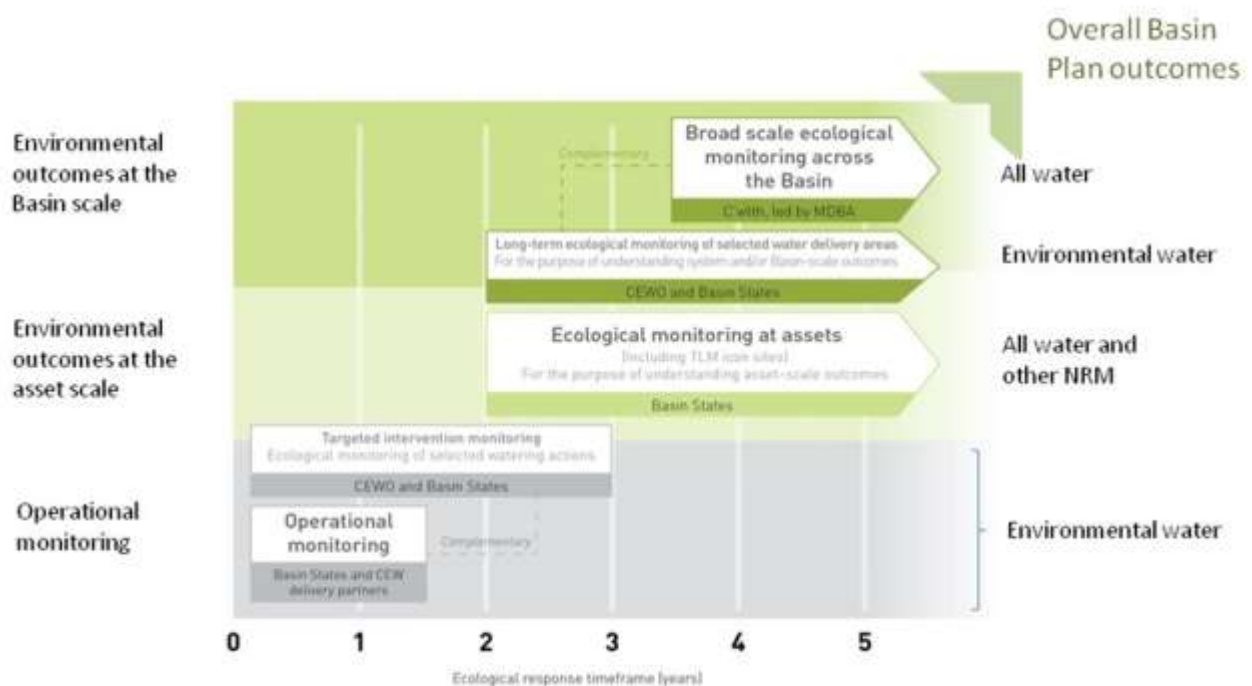 Overall Basin
Plan outcomes
Environmental
outcomes at the
Basin scale
Complementary
Broad scale ecological
monitoring across
the Basin
C'wlth, led by MDBA
All water
Long-term ecological monitoring of selected water delivery areas
For the purpose of understanding system and/or Basin-scale outcomes
CEWO and Basin States
Environmental water
Environmental
outcomes at the
asset scale
Ecological monitoring at assets
(including TLM icon sites)
For the purpose of understanding asset-scale outcomes
Basin States
All water and
other NRM
Targeted intervention monitoring
Ecological monitoring of selected watering actions
CEWO and Basin States
Operational
monitoring
Operational
monitoring
Complementary
Basin States and CEW
delivery partners
Environmental water
0 1 2 3 4 5
Ecological response timeframe (years)